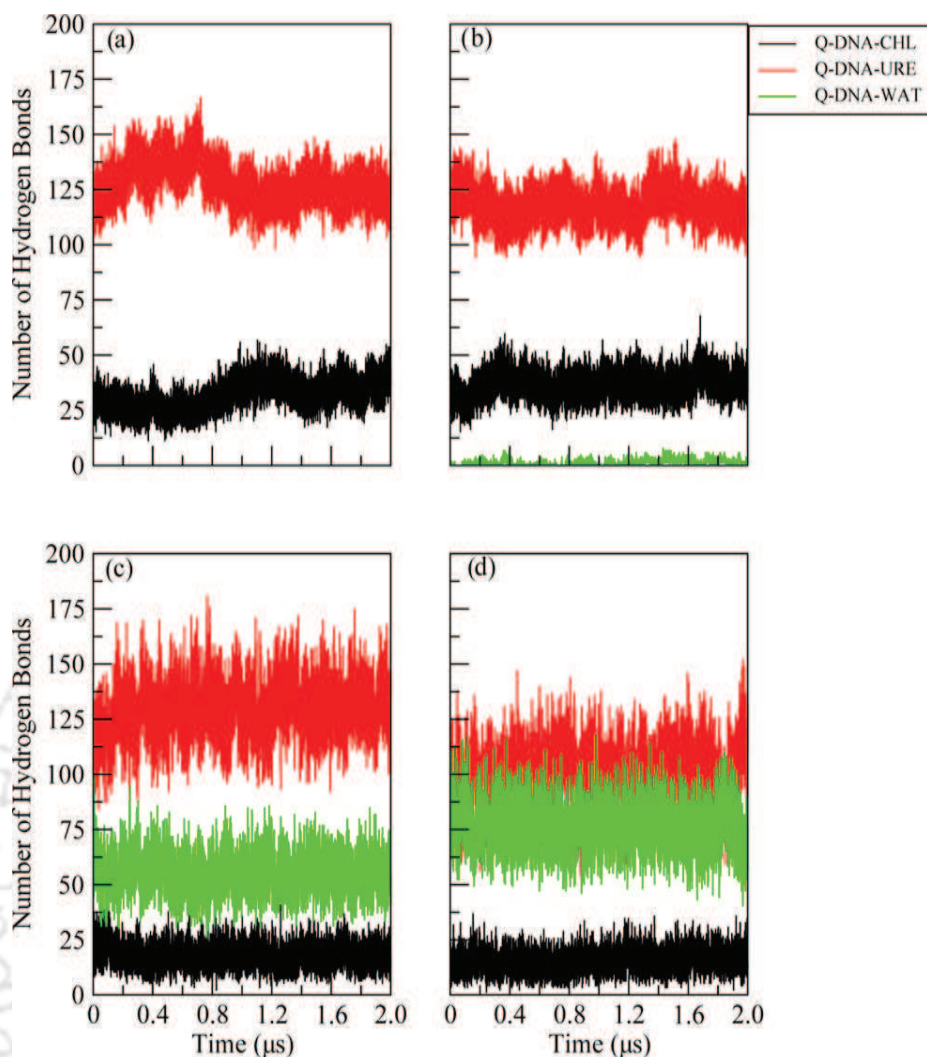 200
175
150
125
100
75
50
25
0
Number of Hydrogen Bonds
(a)
(b)
Q-DNA-CHL
Q-DNA-URE
Q-DNA-WAT
200
175
150
125
100
75
50
25
0
Number of Hydrogen Bonds
(c)
(d)
0 0.4 0.8 1.2 1.6 2.0
0 0.4 0.8 1.2 1.6 2.0
Time (μs)
Time (μs)